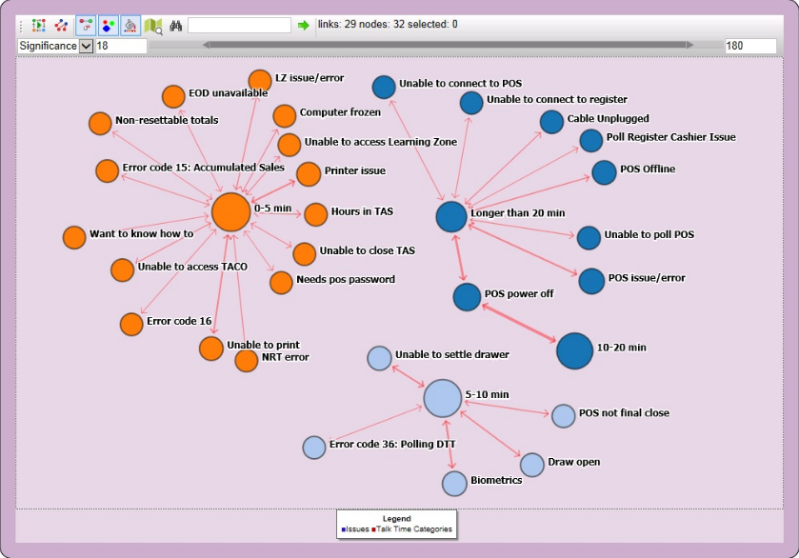 links: 29 nodes: 32 selected: 0
Significance 18 180
LZ issue/error
Unable to connect to POS
EOD unavailable
Unable to connect to register
Computer frozen
Non-resettable totals
Cable Unplugged
Poll Register Cashier Issue
Unable to access Learning Zone
Error code 15: Accumulated Sales
Printer issue
POS Offline
0-5 min
Hours in TAS
Longer than 20 min
Want to know how to
Unable to poll POS
Unable to close TAS
Unable to access TACO
Needs pos password
POS issue/error
POS power off
Error code 16
Unable to print
NRT error
10-20 min
Unable to settle drawer
5-10 min
POS not final close
Error code 36: Polling DTT
Draw open
Biometrics
Legend
Issues Talk Time Categories